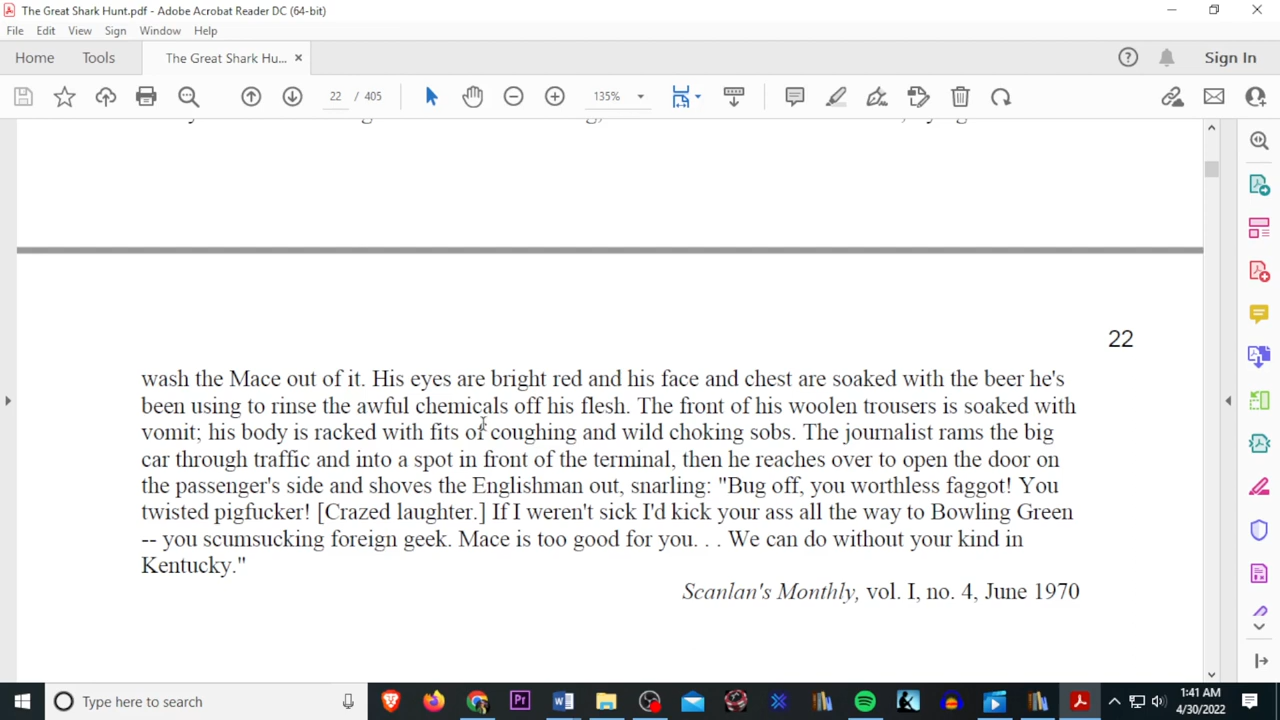 The Great Shark Hunt.pdf - Adobe Acrobat Reader DC (64-bit)
File Edit View Sign Window Help
Home Tools The Great Shark Hu... Sign In
22 / 405 135%
22
wash the Mace out of it. His eyes are bright red and his face and chest are soaked with the beer he's
been using to rinse the awful chemicals off his flesh. The front of his woolen trousers is soaked with
vomit; his body is racked with fits of coughing and wild choking sobs. The journalist rams the big
car through traffic and into a spot in front of the terminal, then he reaches over to open the door on
the passenger's side and shoves the Englishman out, snarling: "Bug off, you worthless faggot! You
twisted pigfucker! [Crazed laughter.] If I weren't sick I'd kick your ass all the way to Bowling Green
-- you scumsucking foreign geek. Mace is too good for you. . . We can do without your kind in
Kentucky."
Scanlan's Monthly, vol. I, no. 4, June 1970
Type here to search
1:41 AM
4/30/2022